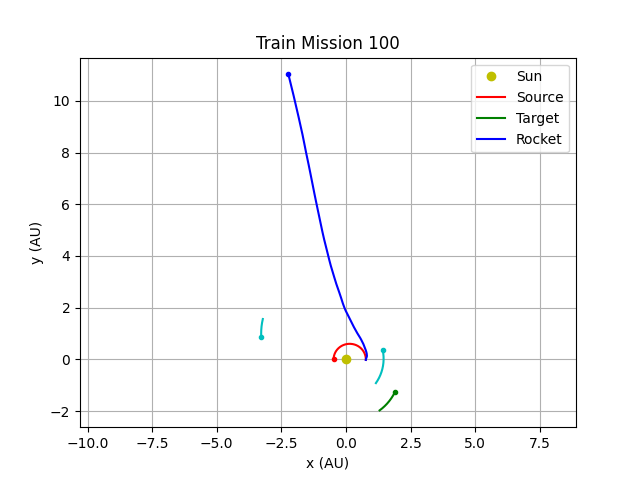 Train Mission 100
Sun
Source
Target
Rocket
10
8
6
4
2
0
−2
y (AU)
−10.0 −7.5 −5.0 −2.5 0.0 2.5 5.0 7.5
x (AU)